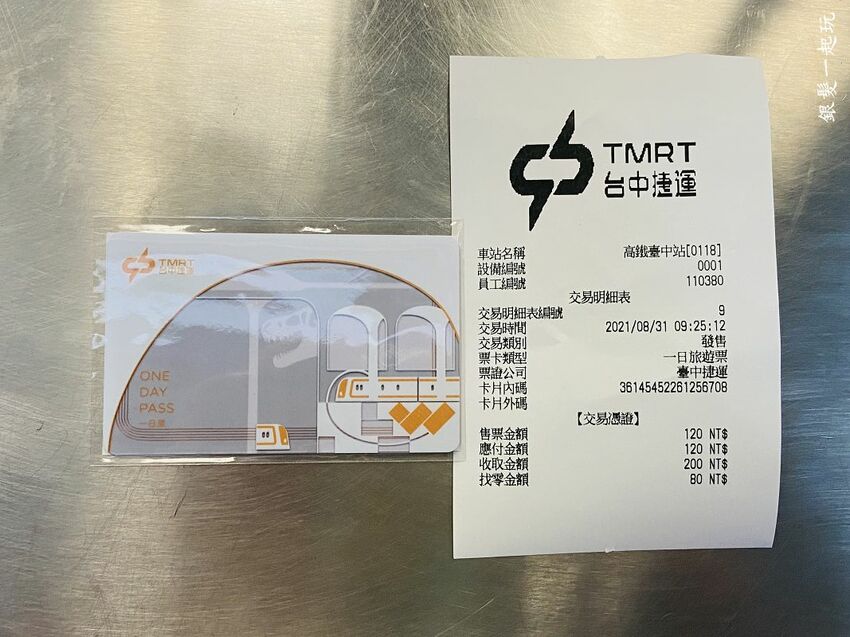 銀髮一起玩
TMRT
台中捷運
ONE
DAY
PASS
一日票
TMRT
台中捷運
車站名稱 高鐵臺中站[0118]
設備編號 0001
員工編號 110380
交易明細表
交易明細表編號 9
交易時間 2021/08/31 09:25:12
交易類別 發售
票卡類型 一日旅遊票
票證公司 臺中捷運
卡片內碼 36145452261256708
卡片外碼
【交易憑證】
售票金額 120 NT$
應付金額 120 NT$
收取金額 200 NT$
找零金額 80 NT$